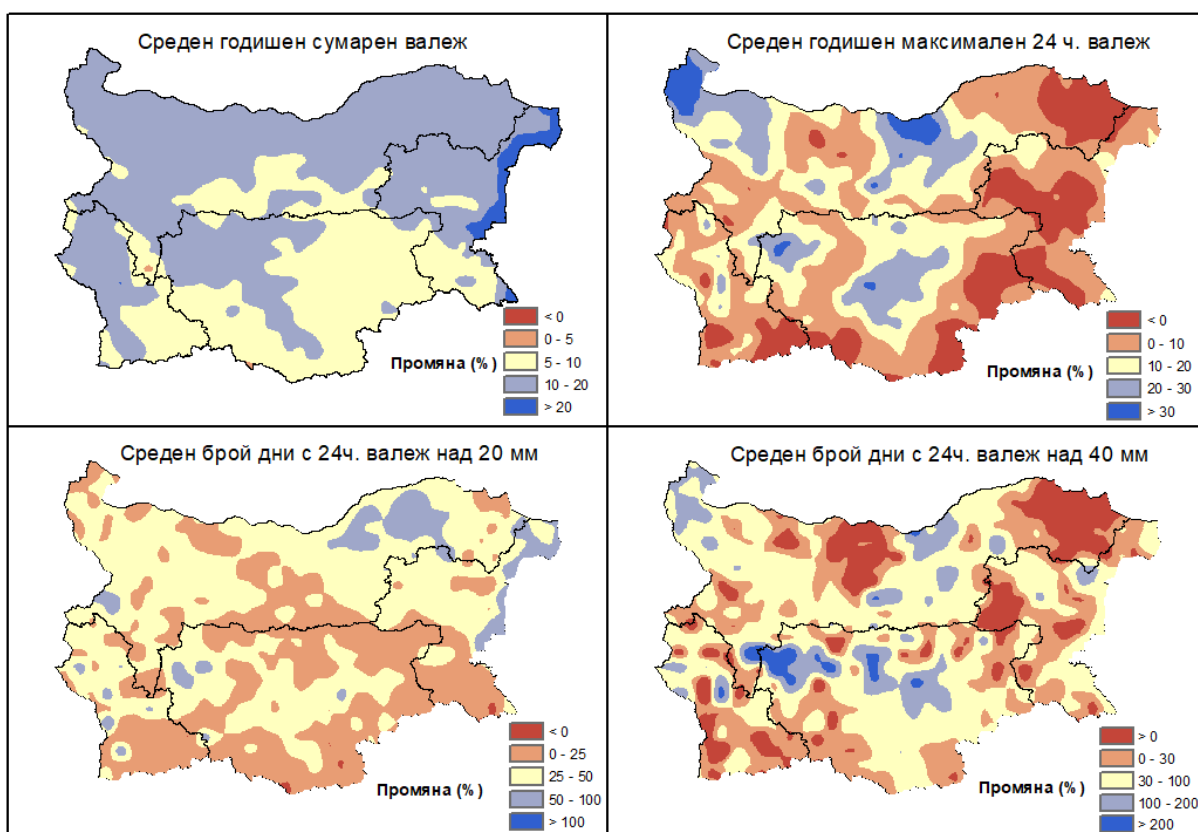 Среден годишен сумарен валеж
< 0
0 - 5
5 - 10
10 - 20
> 20
Промяна (%)
Среден годишен максимален 24 ч. валеж
< 0
0 - 10
10 - 20
20 - 30
> 30
Промяна (%)
Среден брой дни с 24ч. валеж над 20 мм
< 0
0 - 25
25 - 50
50 - 100
> 100
Промяна (%)
Среден брой дни с 24ч. валеж над 40 мм
> 0
0 - 30
30 - 100
100 - 200
> 200
Промяна (%)